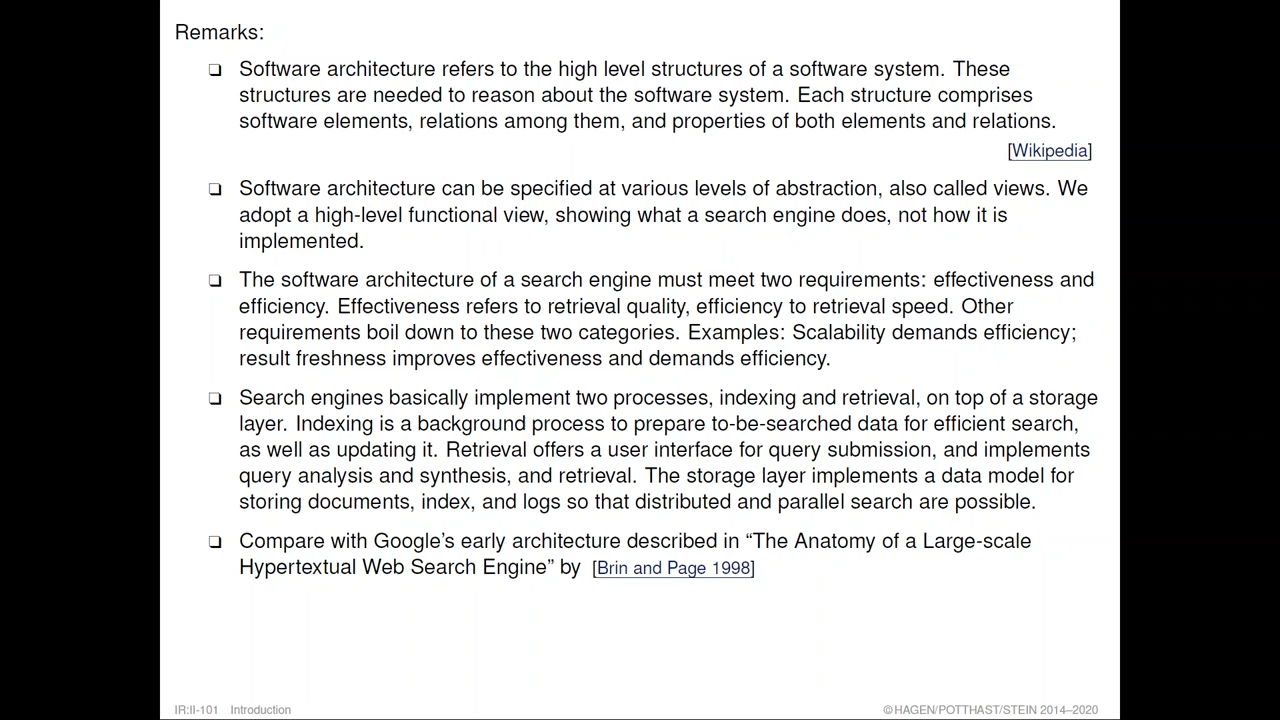 Remarks:
❏ Software architecture refers to the high level structures of a software system. These
structures are needed to reason about the software system. Each structure comprises
software elements, relations among them, and properties of both elements and relations.
[Wikipedia]
❏ Software architecture can be specified at various levels of abstraction, also called views. We
adopt a high-level functional view, showing what a search engine does, not how it is
implemented.
❏ The software architecture of a search engine must meet two requirements: effectiveness and
efficiency. Effectiveness refers to retrieval quality, efficiency to retrieval speed. Other
requirements boil down to these two categories. Examples: Scalability demands efficiency;
result freshness improves effectiveness and demands efficiency.
❏ Search engines basically implement two processes, indexing and retrieval, on top of a storage
layer. Indexing is a background process to prepare to-be-searched data for efficient search,
as well as updating it. Retrieval offers a user interface for query submission, and implements
query analysis and synthesis, and retrieval. The storage layer implements a data model for
storing documents, index, and logs so that distributed and parallel search are possible.
❏ Compare with Google's early architecture described in “The Anatomy of a Large-scale
Hypertextual Web Search Engine” by [Brin and Page 1998]
IR:II-101 Introduction
©HAGEN/POTTHAST/STEIN 2014–2020